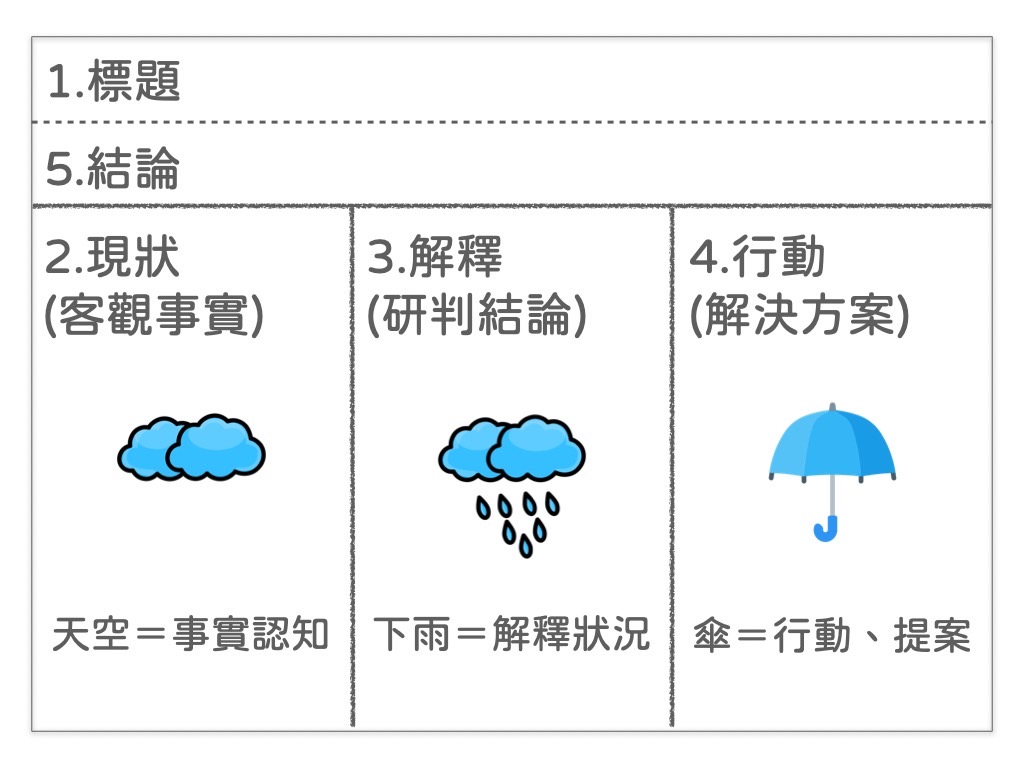 1.標題
5.結論
2.現狀
(客觀事實)
天空＝事實認知
3.解釋
(研判結論)
下雨＝解釋狀況
4.行動
(解決方案)
傘＝行動、提案